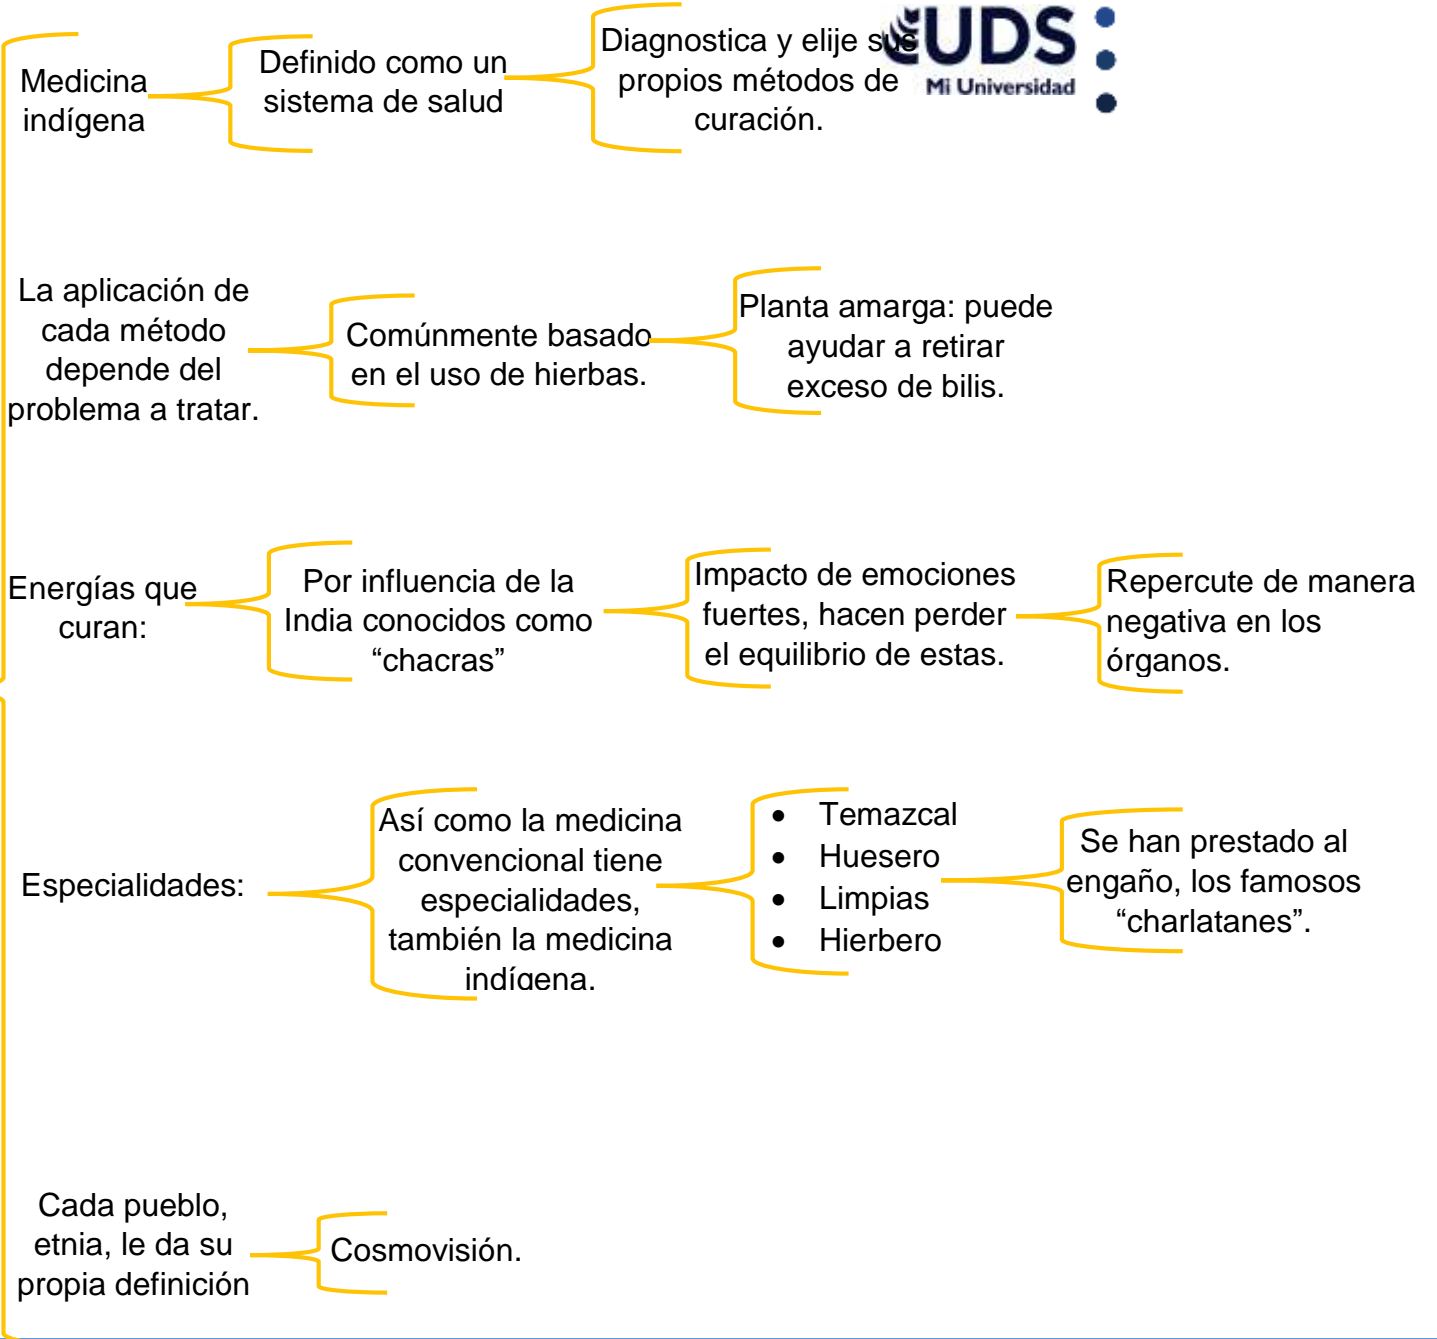 Medicina
indígena
Definido como un
sistema de salud
Diagnostica y elije sus
propios métodos de
curación.
UDS
Mi Universidad
La aplicación de
cada método
depende del
problema a tratar.
Comúnmente basado
en el uso de hierbas.
Planta amarga: puede
ayudar a retirar
exceso de bilis.
Energías que
curan:
Por influencia de la
India conocidos como
“chacras”
Impacto de emociones
fuertes, hacen perder
el equilibrio de estas.
Repercute de manera
negativa en los
órganos.
Especialidades:
Así como la medicina
convencional tiene
especialidades,
también la medicina
indígena.
• Temazcal
• Huesero
• Limpias
• Hierbero
Se han prestado al
engaño, los famosos
“charlatanes”.
Cada pueblo,
etnia, le da su
propia definición
Cosmovisión.